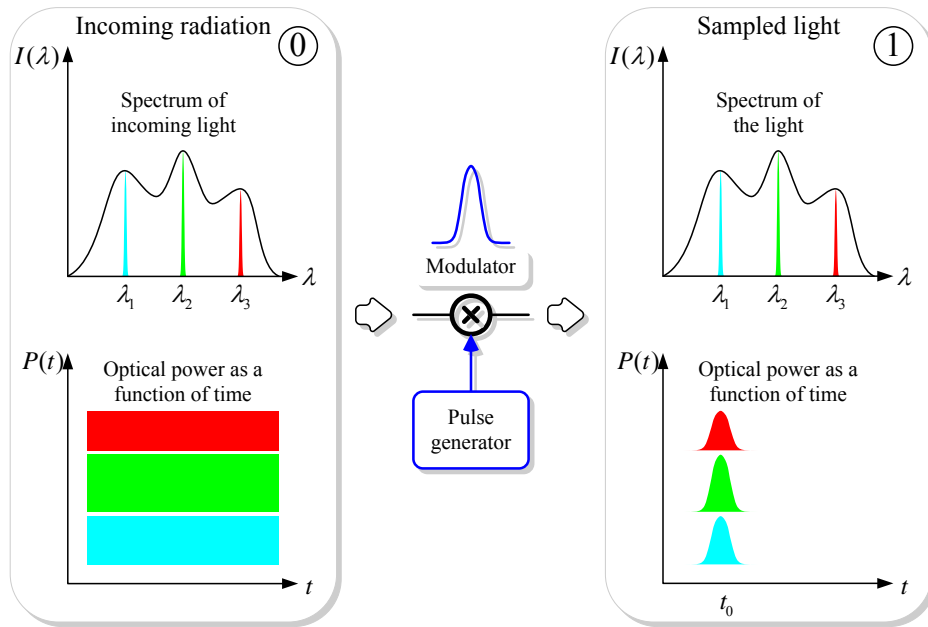 Incoming radiation
0
I(λ)
Spectrum of
incoming light
λ1 λ2 λ3 λ
P(t)
Optical power as a
function of time
t
Modulator
Pulse
generator
Sampled light
1
I(λ)
Spectrum of
the light
λ1 λ2 λ3 λ
P(t)
Optical power as a
function of time
t0 t